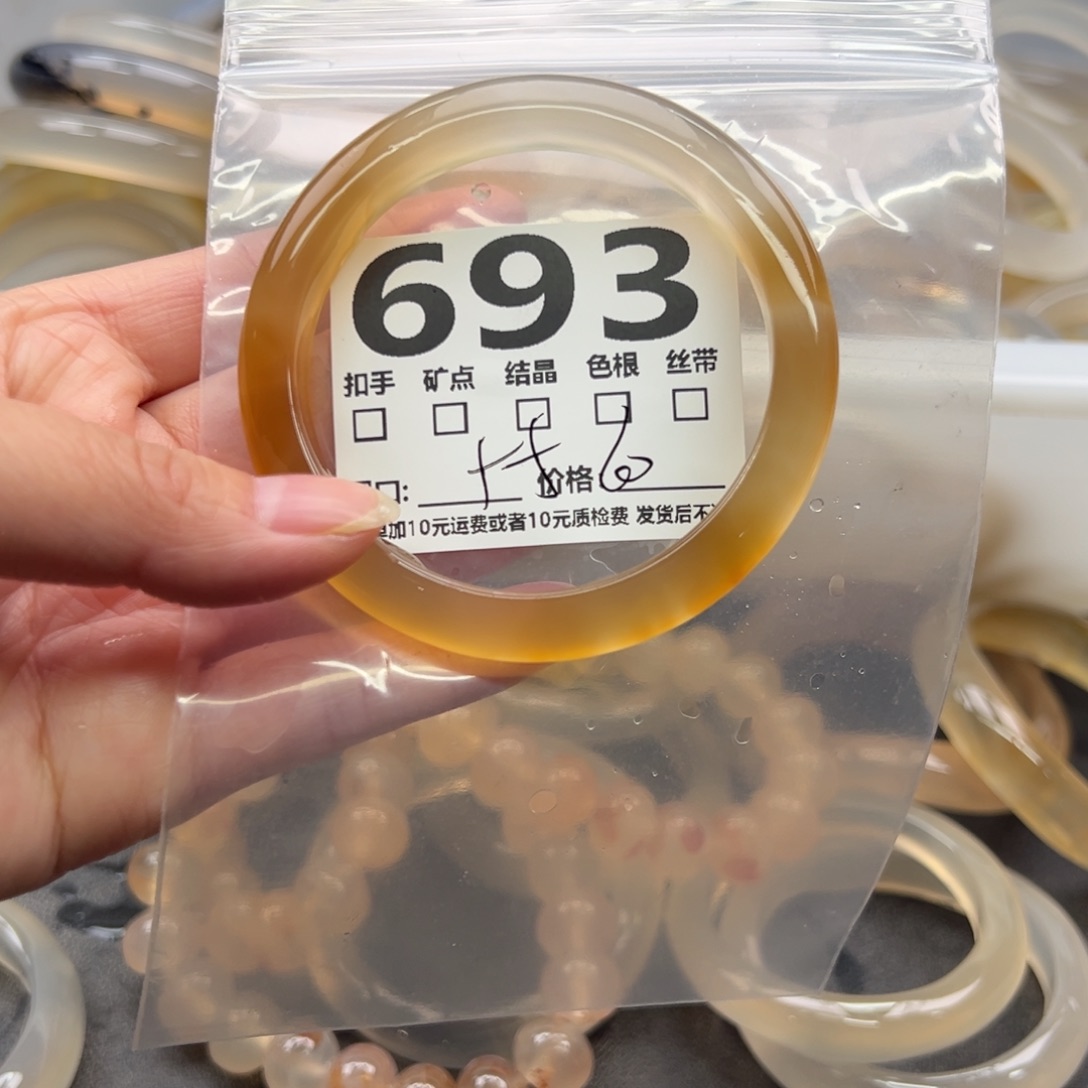 693
扣手 矿点 结晶 色根 丝带
口: 价格
加10元运费或者10元质检费 发货后不